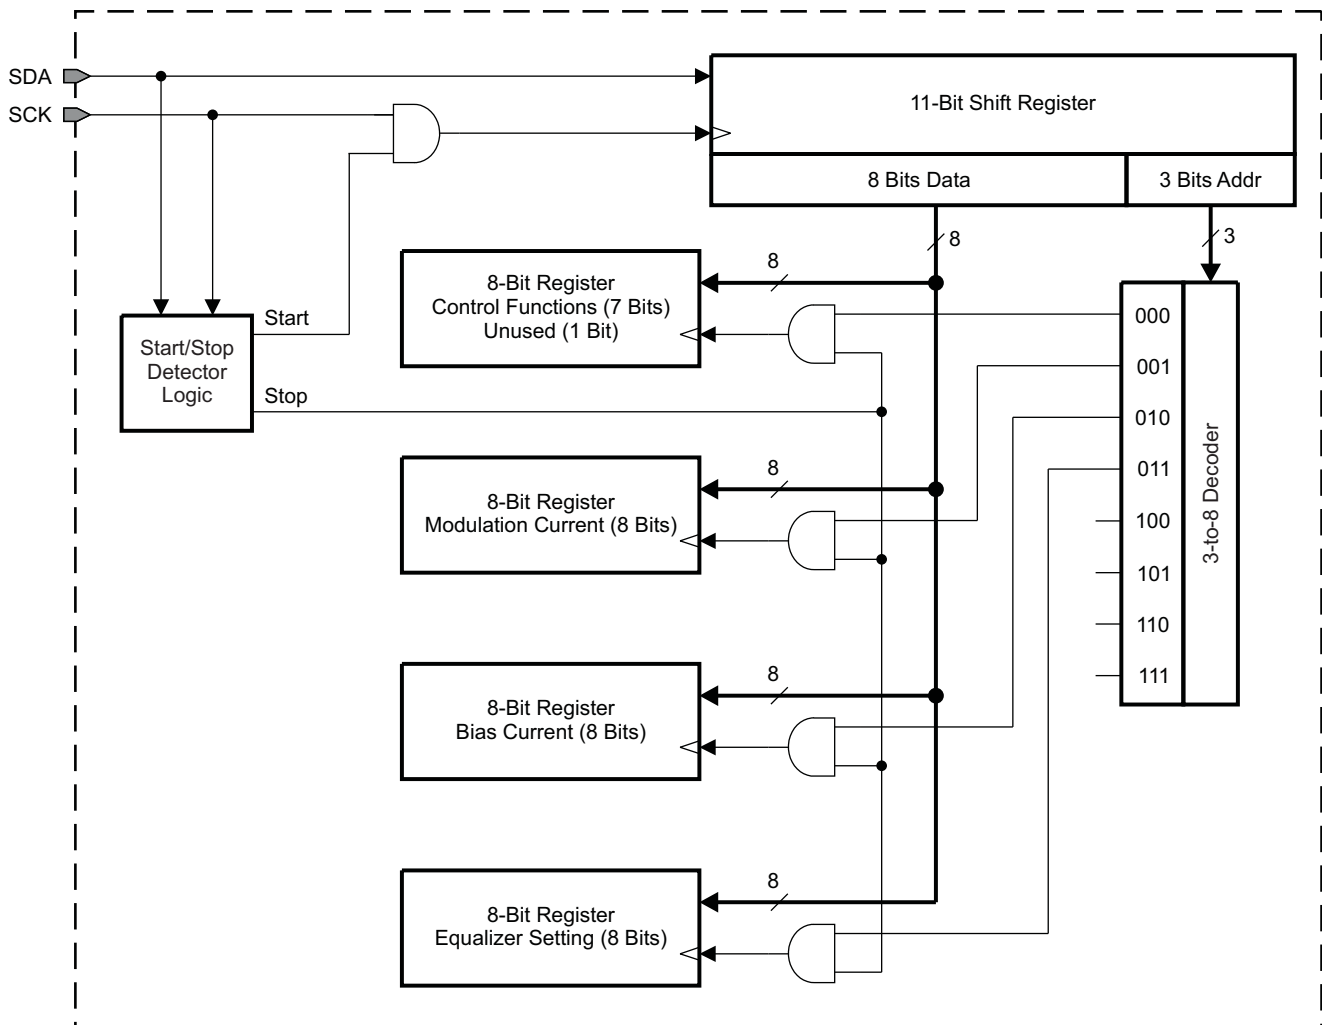 SDA
SCK
11-Bit Shift Register
8 Bits Data
3 Bits Addr
8
3
8
8-Bit Register
Control Functions (7 Bits)
Unused (1 Bit)
Start
Start/Stop
Detector
Logic
Stop
000
001
010
011
100
101
110
111
3-to-8 Decoder
8
8-Bit Register
Modulation Current (8 Bits)
8
8-Bit Register
Bias Current (8 Bits)
8
8-Bit Register
Equalizer Setting (8 Bits)